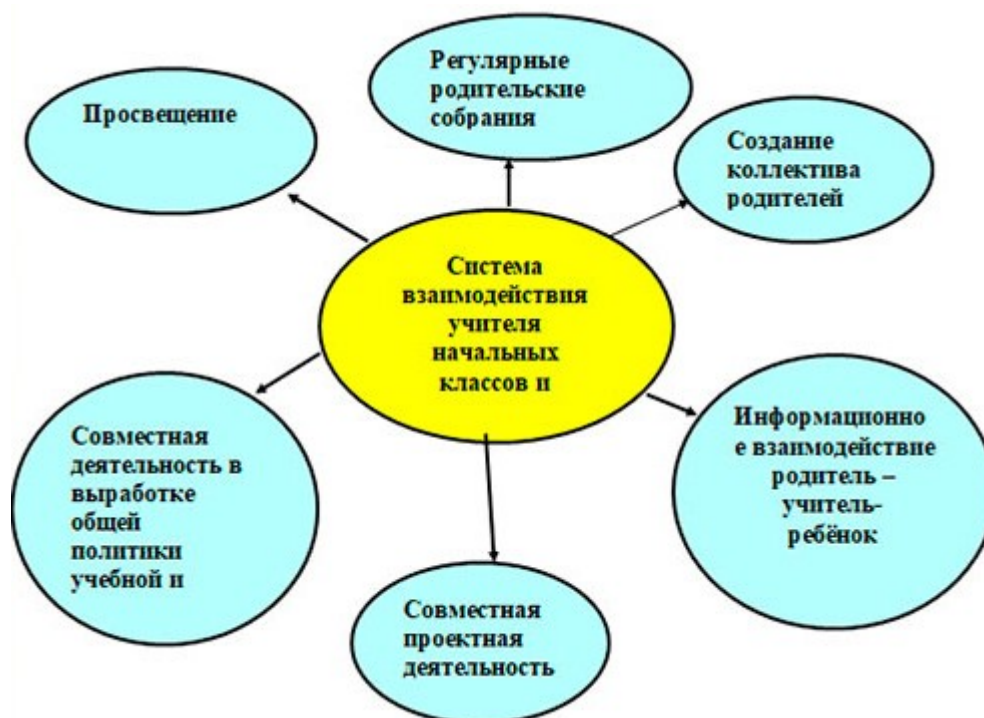 Просвещение
Регулярные
родительские
собрания
Создание
коллектива
родителей
Система
взаимодействия
учителя
начальных
классов и
Совместная
деятельность в
выработке
общей
политики
учебной и
Информационно
е взаимодействие
родитель –
учитель-
ребёнок
Совместная
проектная
деятельность